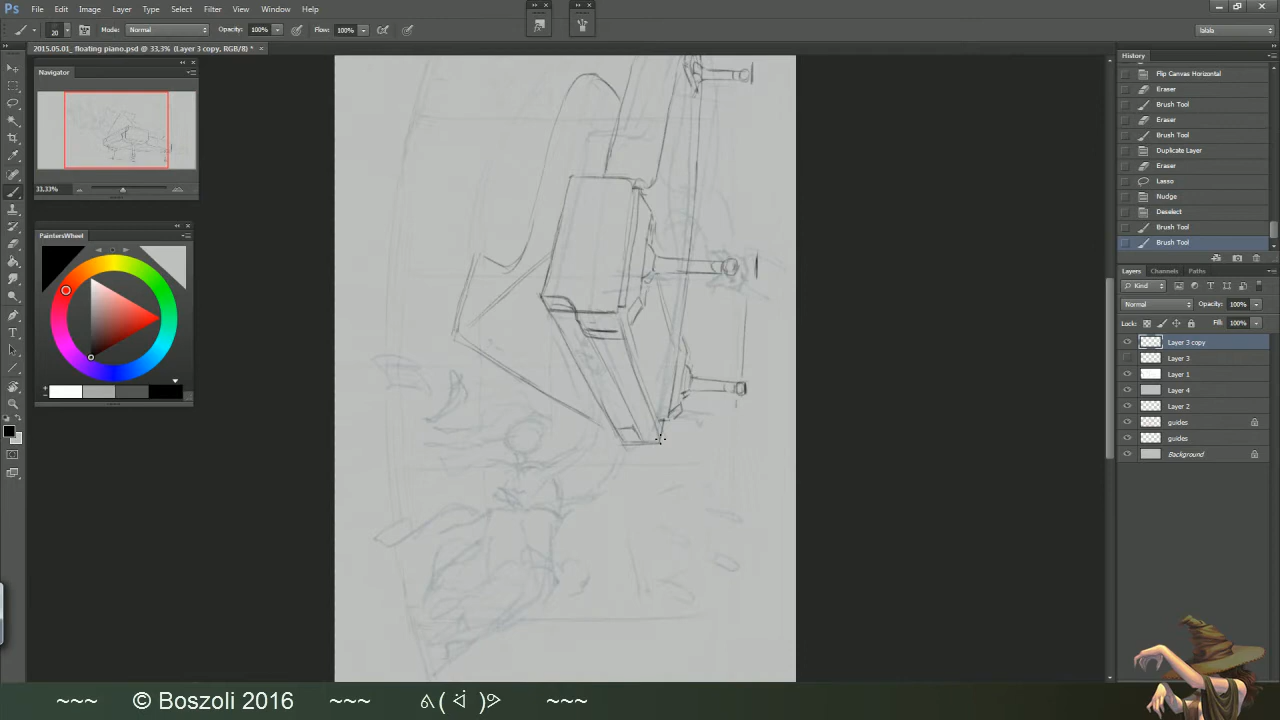 Ps File Edit Image Layer Type Select Filter View Window Help
20 Mode: Normal Opacity: 100% Flow: 100% lalala
2015.05.01_ floating piano.psd @ 33,3% (Layer 3 copy, RGB/8) *
Navigator
33,33%
PaintersWheel
History
Flip Canvas Horizontal
Eraser
Brush Tool
Eraser
Brush Tool
Duplicate Layer
Eraser
Lasso
Nudge
Deselect
Brush Tool
Brush Tool
Layers Channels Paths
Kind
Normal Opacity: 100%
Lock: Fill: 100%
Layer 3 copy
Layer 3
Layer 1
Layer 4
Layer 2
guides
guides
Background
~~~ © Boszoli 2016 ~~~ ~~~